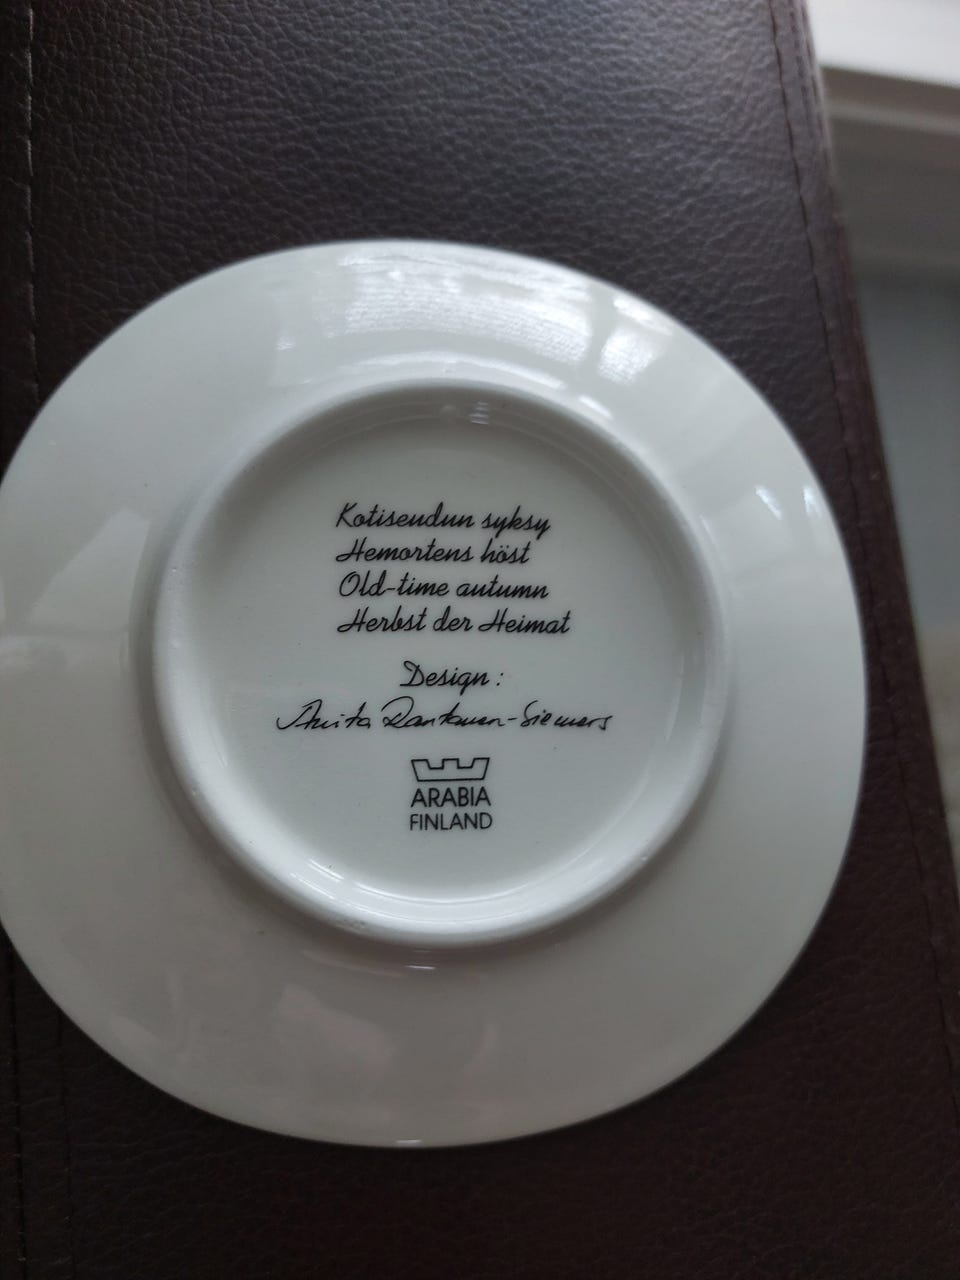 Kotiseudun syksy
Hemortens höst
Old-time autumn
Herbst der Heimat
Design:
Anita Rantanen-Siemers
ARABIA
FINLAND